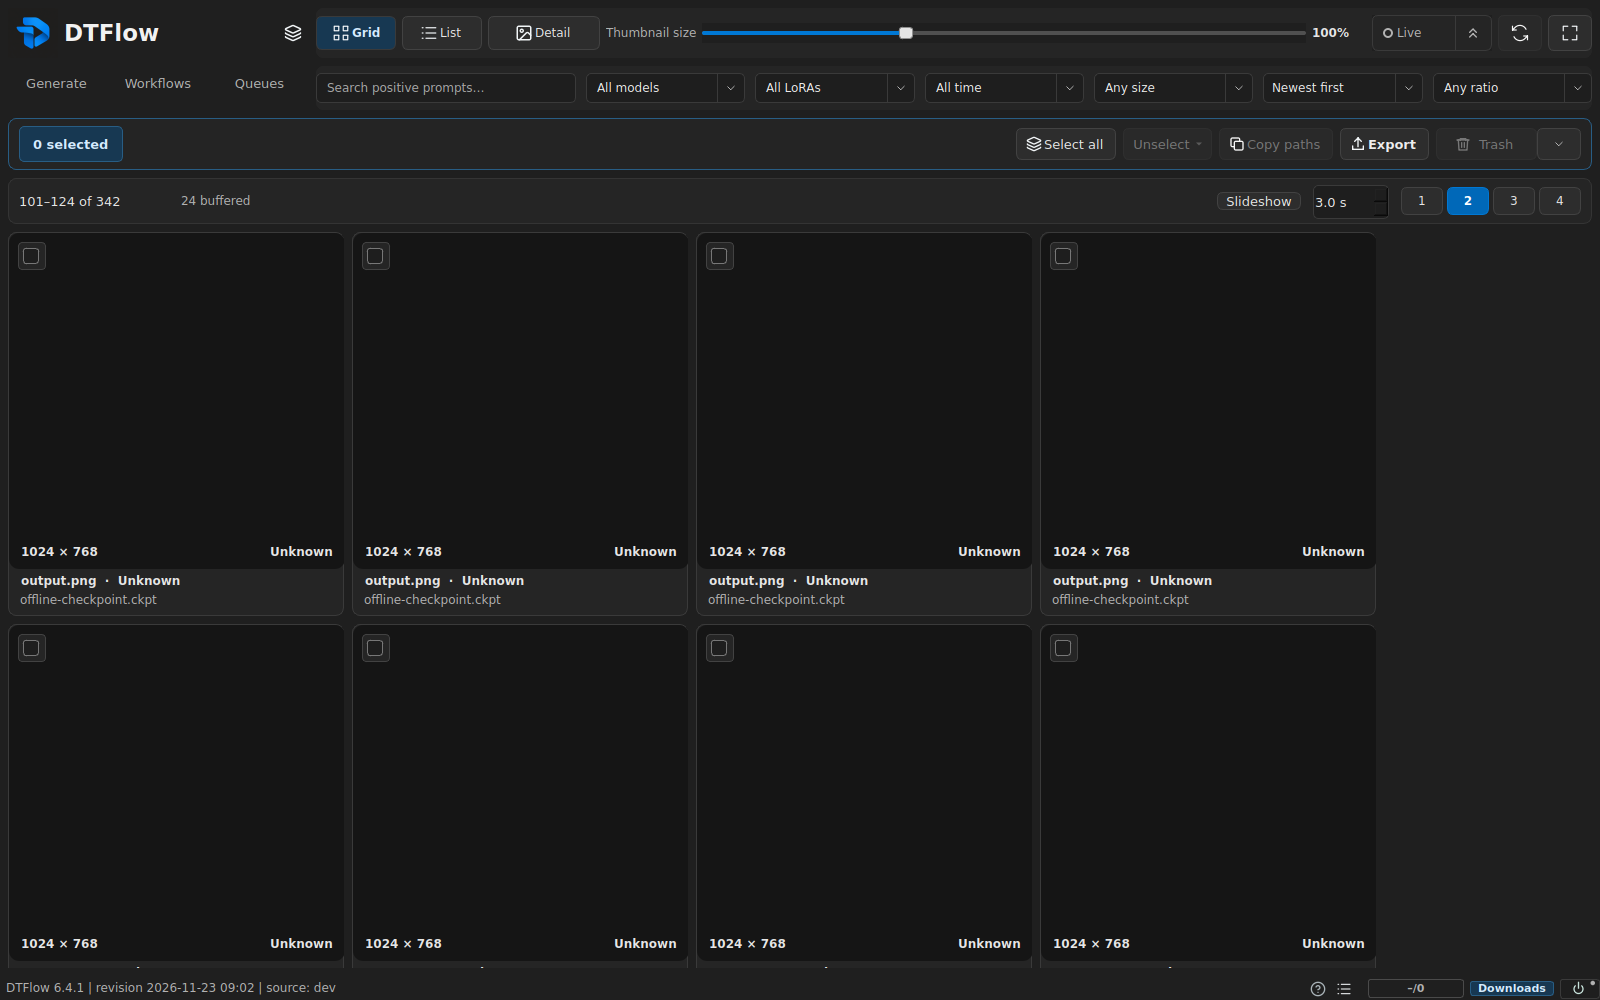 DTFlow
Grid
List
Detail
Thumbnail size
100%
Live
Generate
Workflows
Queues
Search positive prompts...
All models
All LoRAs
All time
Any size
Newest first
Any ratio
0 selected
Select all
Unselect
Copy paths
Export
Trash
101–124 of 342
24 buffered
Slideshow
3.0 s
1
2
3
4
1024 × 768 Unknown
output.png · Unknown
offline-checkpoint.ckpt
1024 × 768 Unknown
output.png · Unknown
offline-checkpoint.ckpt
1024 × 768 Unknown
output.png · Unknown
offline-checkpoint.ckpt
1024 × 768 Unknown
output.png · Unknown
offline-checkpoint.ckpt
1024 × 768 Unknown
1024 × 768 Unknown
1024 × 768 Unknown
1024 × 768 Unknown
DTFlow 6.4.1 | revision 2026-11-23 09:02 | source: dev
–/0
Downloads